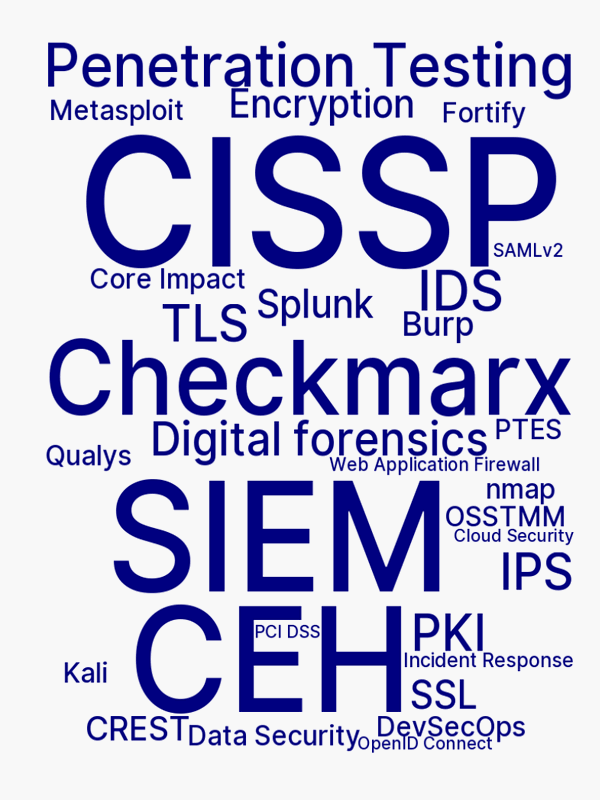 Penetration Testing
Metasploit
Encryption
Fortify
CISSP
SAMLv2
Core Impact
IDS
Splunk
TLS
Burp
Checkmarx
Digital forensics
PTES
Qualys
Web Application Firewall
nmap
SIEM
OSSTMM
Cloud Security
IPS
CEH
PCI DSS
PKI
Incident Response
Kali
SSL
CREST
Data Security
DevSecOps
OpenID Connect